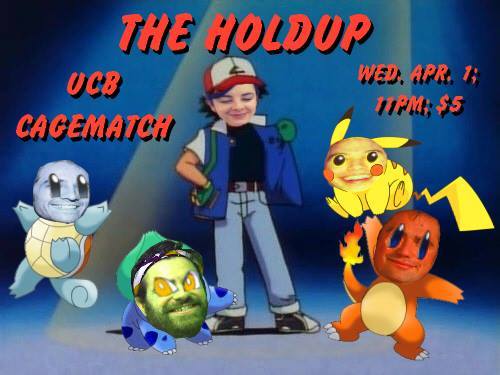 THE HOLDUP
UCB
CAGEMATCH
WED. APR. 1;
11PM; $5